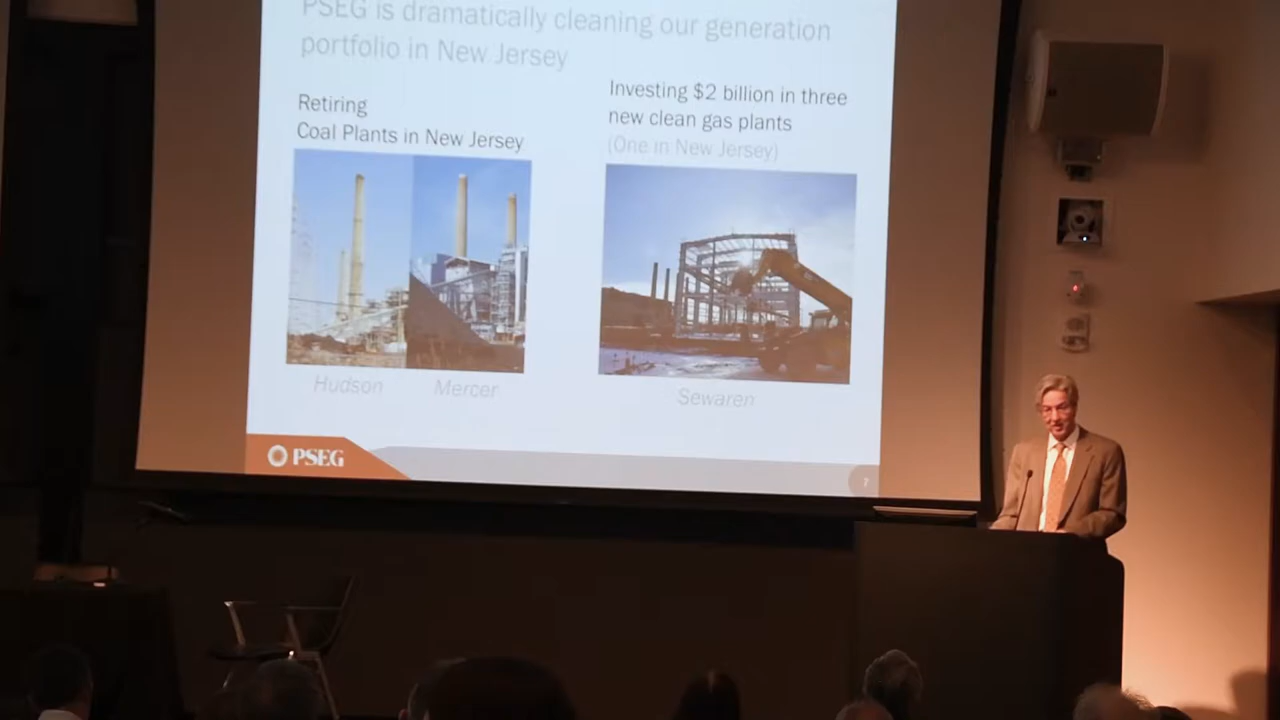 PSEG is dramatically cleaning our generation
portfolio in New Jersey
Retiring
Coal Plants in New Jersey
Investing $2 billion in three
new clean gas plants
(One in New Jersey)
Hudson
Mercer
Sewaren
PSEG
7